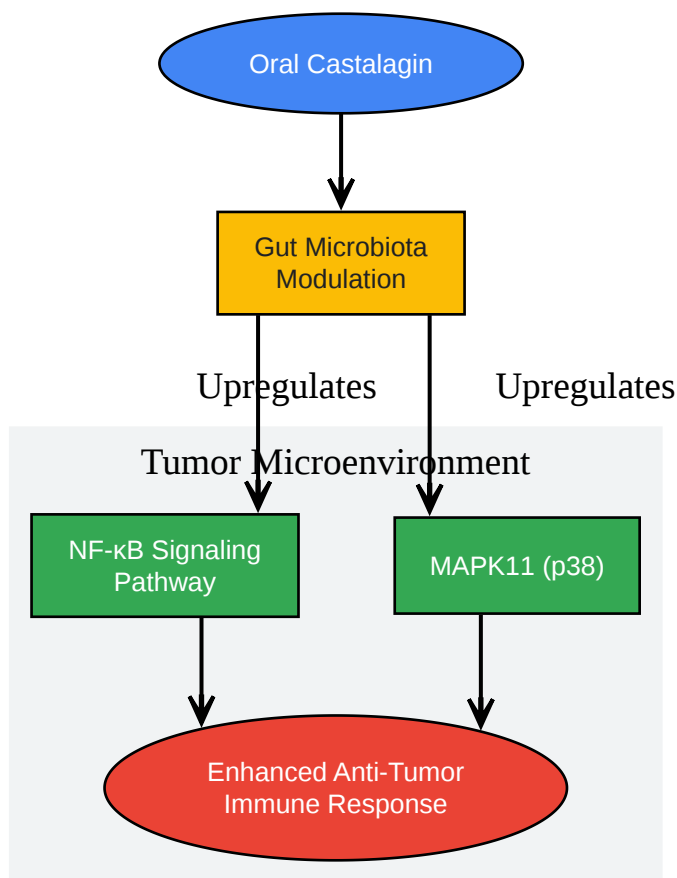 Oral Castalagin
Gut Microbiota
Modulation
Upregulates
Upregulates
Tumor Microenvironment
NF-κB Signaling
Pathway
MAPK11 (p38)
Enhanced Anti-Tumor
Immune Response